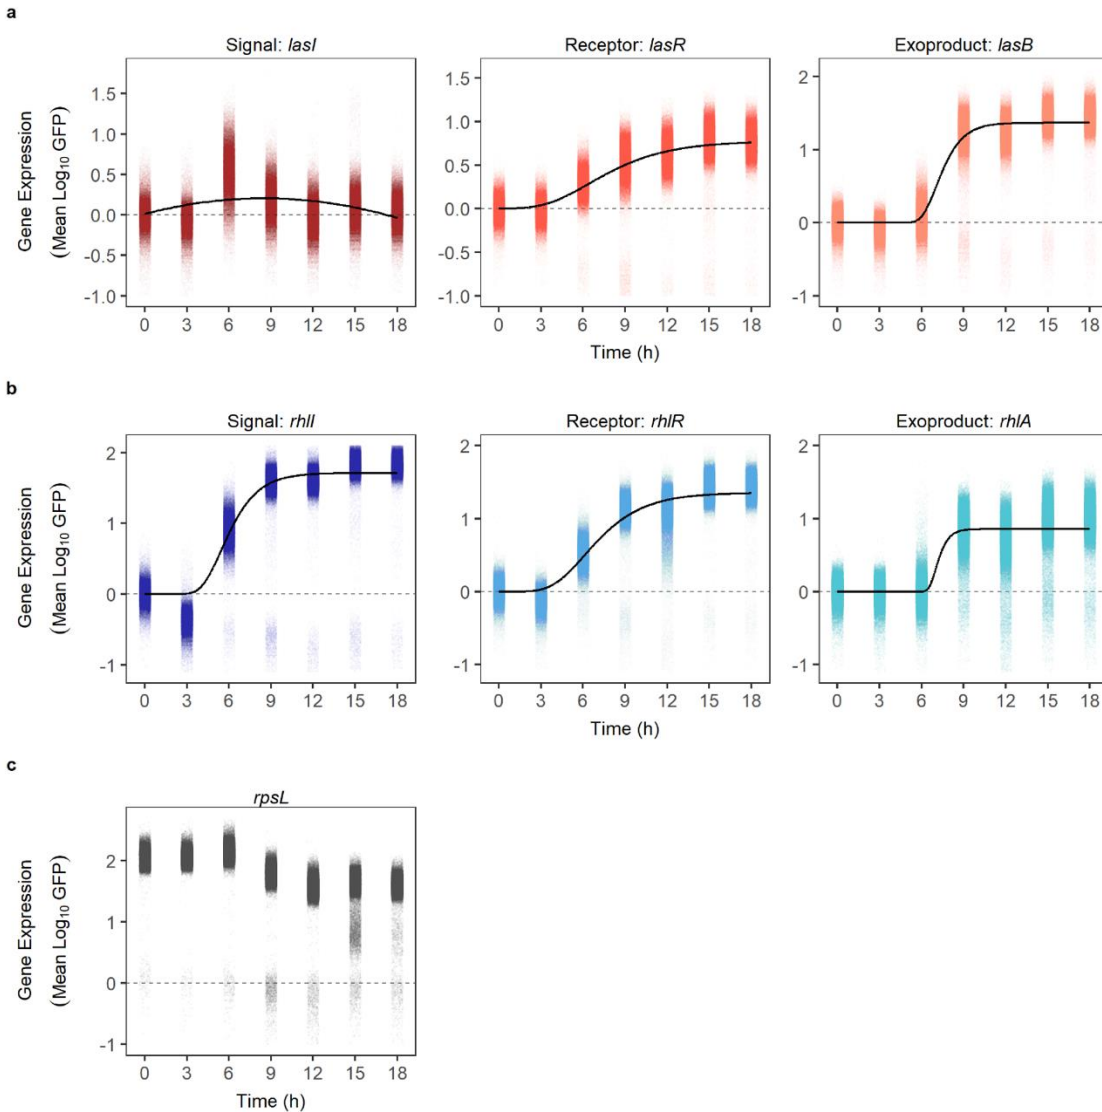 a
Signal: lasI
Receptor: lasR
Exoproduct: lasB
Gene Expression
(Mean Log10 GFP)
1.5
1.0
0.5
0.0
-0.5
-1.0
0 3 6 9 12 15 18
1.5
1.0
0.5
0.0
-0.5
-1.0
0 3 6 9 12 15 18
2
1
0
-1
0 3 6 9 12 15 18
Time (h)
b
Signal: rhlI
Receptor: rhlR
Exoproduct: rhlA
Gene Expression
(Mean Log10 GFP)
2
1
0
-1
0 3 6 9 12 15 18
2
1
0
-1
0 3 6 9 12 15 18
2
1
0
-1
0 3 6 9 12 15 18
Time (h)
c
rpsL
Gene Expression
(Mean Log10 GFP)
2
1
0
-1
0 3 6 9 12 15 18
Time (h)